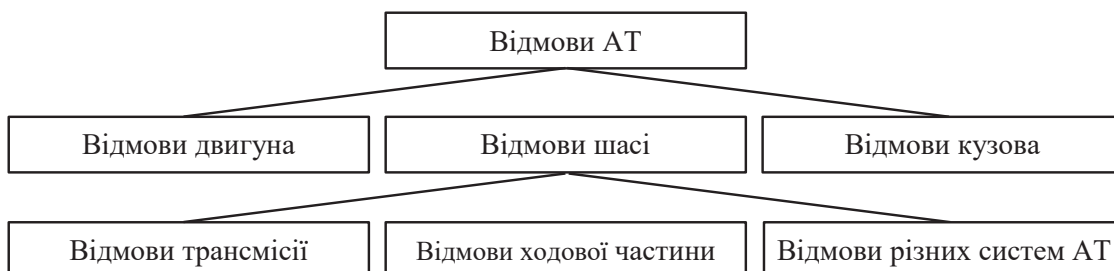 Відмови АТ
Відмови двигуна
Відмови шасі
Відмови кузова
Відмови трансмісії
Відмови ходової частини
Відмови різних систем АТ